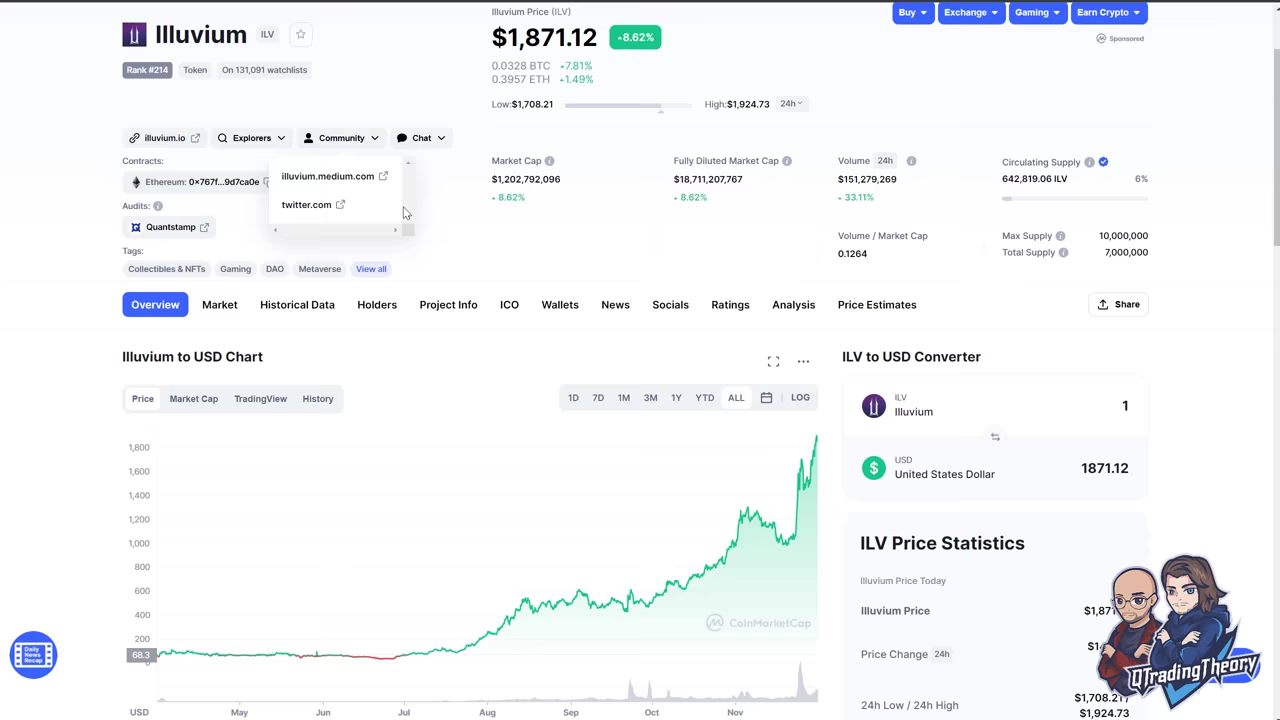 Illuvium ILV
Rank #214 Token On 131,091 watchlists
Illuvium Price (ILV)
$1,871.12 8.62%
0.0328 BTC 7.81%
0.3957 ETH 1.49%
Low:$1,708.21 High:$1,924.73 24h
Buy Exchange Gaming Earn Crypto
Sponsored
illuvium.io Explorers Community Chat
Contracts:
Ethereum: 0x767f...9d7ca0e
illuvium.medium.com
twitter.com
Audits:
Quantstamp
Tags:
Collectibles & NFTs Gaming DAO Metaverse View all
Market Cap
$1,202,792,096
8.62%
Fully Diluted Market Cap
$18,711,207,767
8.62%
Volume 24h
$151,279,269
33.11%
Volume / Market Cap
0.1264
Circulating Supply
642,819.06 ILV 6%
Max Supply 10,000,000
Total Supply 7,000,000
Overview Market Historical Data Holders Project Info ICO Wallets News Socials Ratings Analysis Price Estimates Share
Illuvium to USD Chart
Price Market Cap TradingView History
1D 7D 1M 3M 1Y YTD ALL LOG
1,800
1,600
1,400
1,200
1,000
800
600
400
200
68.3
0
CoinMarketCap
USD May Jun Jul Aug Sep Oct Nov
ILV to USD Converter
ILV
Illuvium 1
USD
United States Dollar 1871.12
ILV Price Statistics
Illuvium Price Today
Illuvium Price $1,871
Price Change 24h $1
24h Low / 24h High $1,708.21 /
$1,924.73
Daily
News
Recap
QTradingTheory